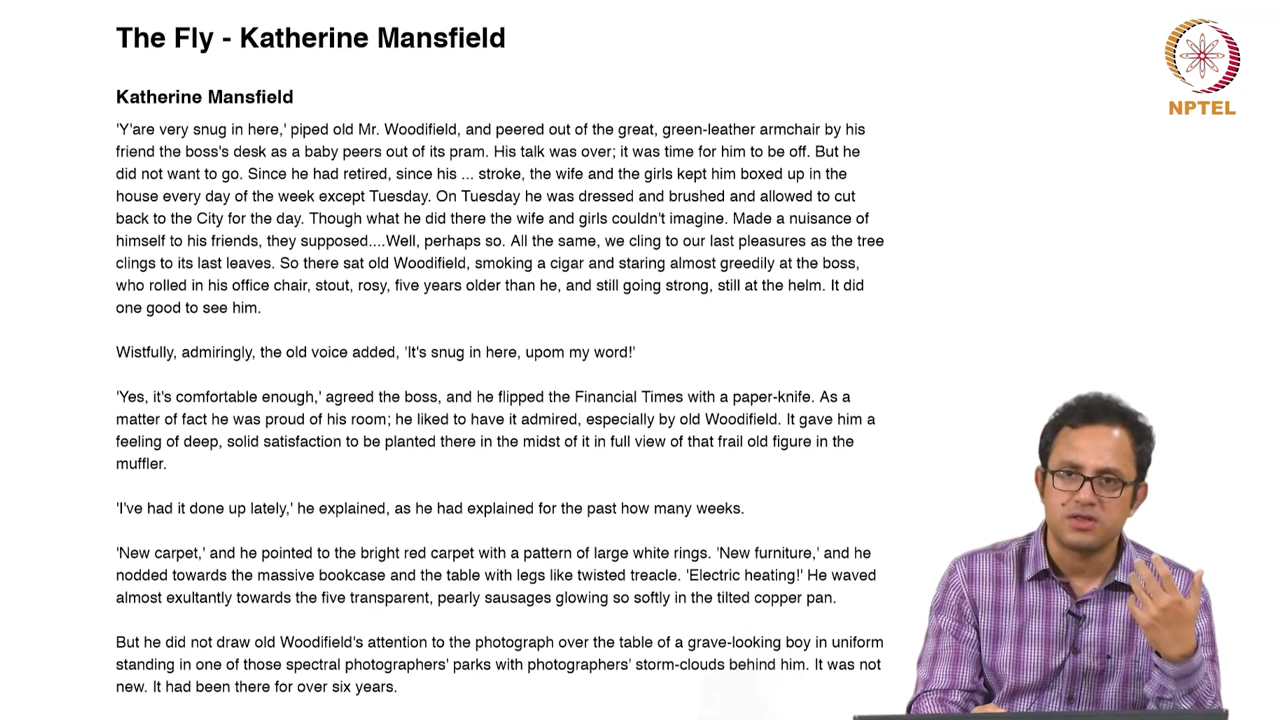 The Fly - Katherine Mansfield
NPTEL
Katherine Mansfield
'Y'are very snug in here,' piped old Mr. Woodifield, and peered out of the great, green-leather armchair by his
friend the boss's desk as a baby peers out of its pram. His talk was over; it was time for him to be off. But he
did not want to go. Since he had retired, since his ... stroke, the wife and the girls kept him boxed up in the
house every day of the week except Tuesday. On Tuesday he was dressed and brushed and allowed to cut
back to the City for the day. Though what he did there the wife and girls couldn't imagine. Made a nuisance of
himself to his friends, they supposed....Well, perhaps so. All the same, we cling to our last pleasures as the tree
clings to its last leaves. So there sat old Woodifield, smoking a cigar and staring almost greedily at the boss,
who rolled in his office chair, stout, rosy, five years older than he, and still going strong, still at the helm. It did
one good to see him.
Wistfully, admiringly, the old voice added, 'It's snug in here, upom my word!'
'Yes, it's comfortable enough,' agreed the boss, and he flipped the Financial Times with a paper-knife. As a
matter of fact he was proud of his room; he liked to have it admired, especially by old Woodifield. It gave him a
feeling of deep, solid satisfaction to be planted there in the midst of it in full view of that frail old figure in the
muffler.
'I've had it done up lately,' he explained, as he had explained for the past how many weeks.
'New carpet,' and he pointed to the bright red carpet with a pattern of large white rings. 'New furniture,' and he
nodded towards the massive bookcase and the table with legs like twisted treacle. 'Electric heating!' He waved
almost exultantly towards the five transparent, pearly sausages glowing so softly in the tilted copper pan.
But he did not draw old Woodifield's attention to the photograph over the table of a grave-looking boy in uniform
standing in one of those spectral photographers' parks with photographers' storm-clouds behind him. It was not
new. It had been there for over six years.